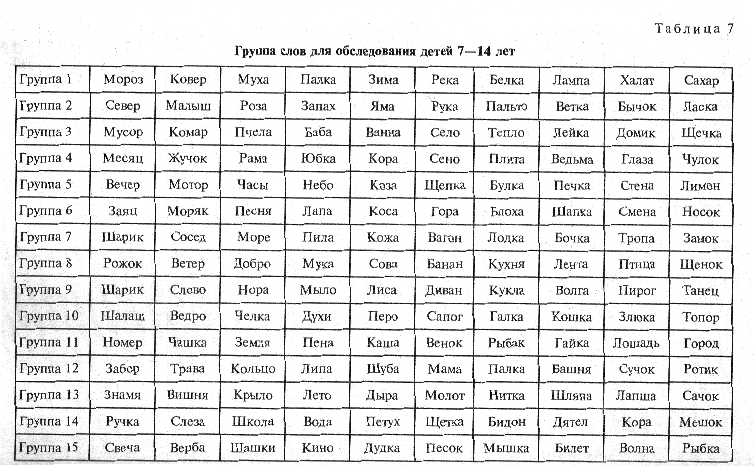 Таблица 7
Группа слов для обследования детей 7—14 лет
Группа 1 Мороз Ковер Муха Палка Зима Река Белка Лампа Халат Сахар
Группа 2 Север Малыш Роза Запах Яма Рука Пальто Ветка Бычок Ласка
Группа 3 Мусор Комар Пчела Баба Ванна Село Тепло Лейка Домик Щечка
Группа 4 Месяц Жучок Рама Юбка Кора Сено Плита Ведьма Глаза Чулок
Группа 5 Вечер Мотор Часы Небо Коза Щепка Булка Печка Стена Лимон
Группа 6 Заяц Моряк Песня Лапа Коса Гора Блоха Шапка Смена Носок
Группа 7 Шарик Сосед Море Пила Кожа Вагон Лодка Бочка Тропа Замок
Группа 8 Рожок Ветер Добро Мука Сова Банан Кухня Лента Птица Щенок
Группа 9 Шарик Слово Нора Мыло Лиса Диван Кукла Волга Пирог Танец
Группа 10 Шалаш Ведро Челка Духи Перо Сапог Галка Кошка Злюка Топор
Группа 11 Номер Чашка Земля Пена Каша Венок Рыбак Гайка Лошадь Город
Группа 12 Забор Трава Кольцо Липа Шуба Мама Палка Башня Сучок Ротик
Группа 13 Знамя Вишня Крыло Лето Дыра Молот Нитка Шляпа Лапша Сачок
Группа 14 Ручка Слеза Школа Вода Петух Щетка Бидон Дятел Кора Мешок
Группа 15 Свеча Верба Шашки Кино Дудка Песок Мышка Билет Волна Рыбка